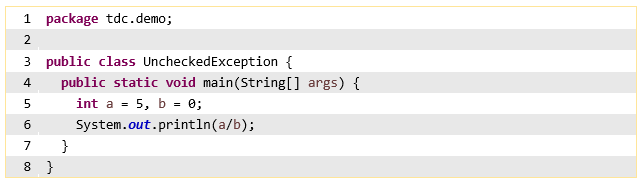 1 package tdc.demo;
2
3 public class UncheckedException {
4   public static void main(String[] args) {
5     int a = 5, b = 0;
6     System.out.println(a/b);
7   }
8 }